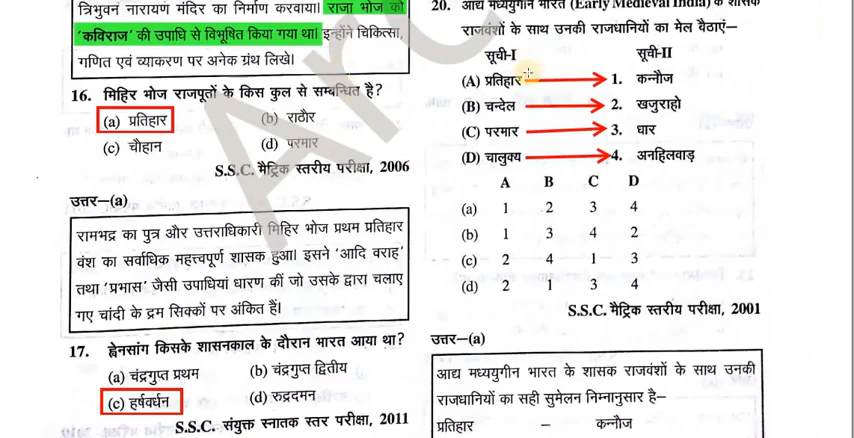 त्रिभुवन नारायण मंदिर का निर्माण करवाया। राजा भोज को
'कविराज' की उपाधि से विभूषित किया गया था। इन्होंने चिकित्सा,
गणित एवं व्याकरण पर अनेक ग्रंथ लिखे।
16. मिहिर भोज राजपूतों के किस कुल से सम्बन्धित है?
(a) प्रतिहार (b) राठौर
(c) चौहान (d) परमार
S.S.C. मैट्रिक स्तरीय परीक्षा, 2006
उत्तर—(a)
रामभद्र का पुत्र और उत्तराधिकारी मिहिर भोज प्रथम प्रतिहार
वंश का सर्वाधिक महत्त्वपूर्ण शासक हुआ। इसने 'आदि वराह'
तथा 'प्रभास' जैसी उपाधियां धारण कीं जो उसके द्वारा चलाए
गए चांदी के द्रम सिक्कों पर अंकित हैं।
17. ह्वेनसांग किसके शासनकाल के दौरान भारत आया था?
(a) चंद्रगुप्त प्रथम (b) चंद्रगुप्त द्वितीय
(c) हर्षवर्धन (d) रुद्रदमन
S.S.C. संयुक्त स्नातक स्तर परीक्षा, 2011
20. आद्य मध्ययुगीन भारत (Early Medieval India) के शासक
राजवंशों के साथ उनकी राजधानियों का मेल बैठाएं—
सूची-I सूची-II
(A) प्रतिहार 1. कन्नौज
(B) चन्देल 2. खजुराहो
(C) परमार 3. धार
(D) चालुक्य 4. अनहिलवाड़
A B C D
(a) 1 2 3 4
(b) 1 3 4 2
(c) 2 4 1 3
(d) 2 1 3 4
S.S.C. मैट्रिक स्तरीय परीक्षा, 2001
उत्तर—(a)
आद्य मध्ययुगीन भारत के शासक राजवंशों के साथ उनकी
राजधानियों का सही सुमेलन निम्नानुसार है—
प्रतिहार – कन्नौज